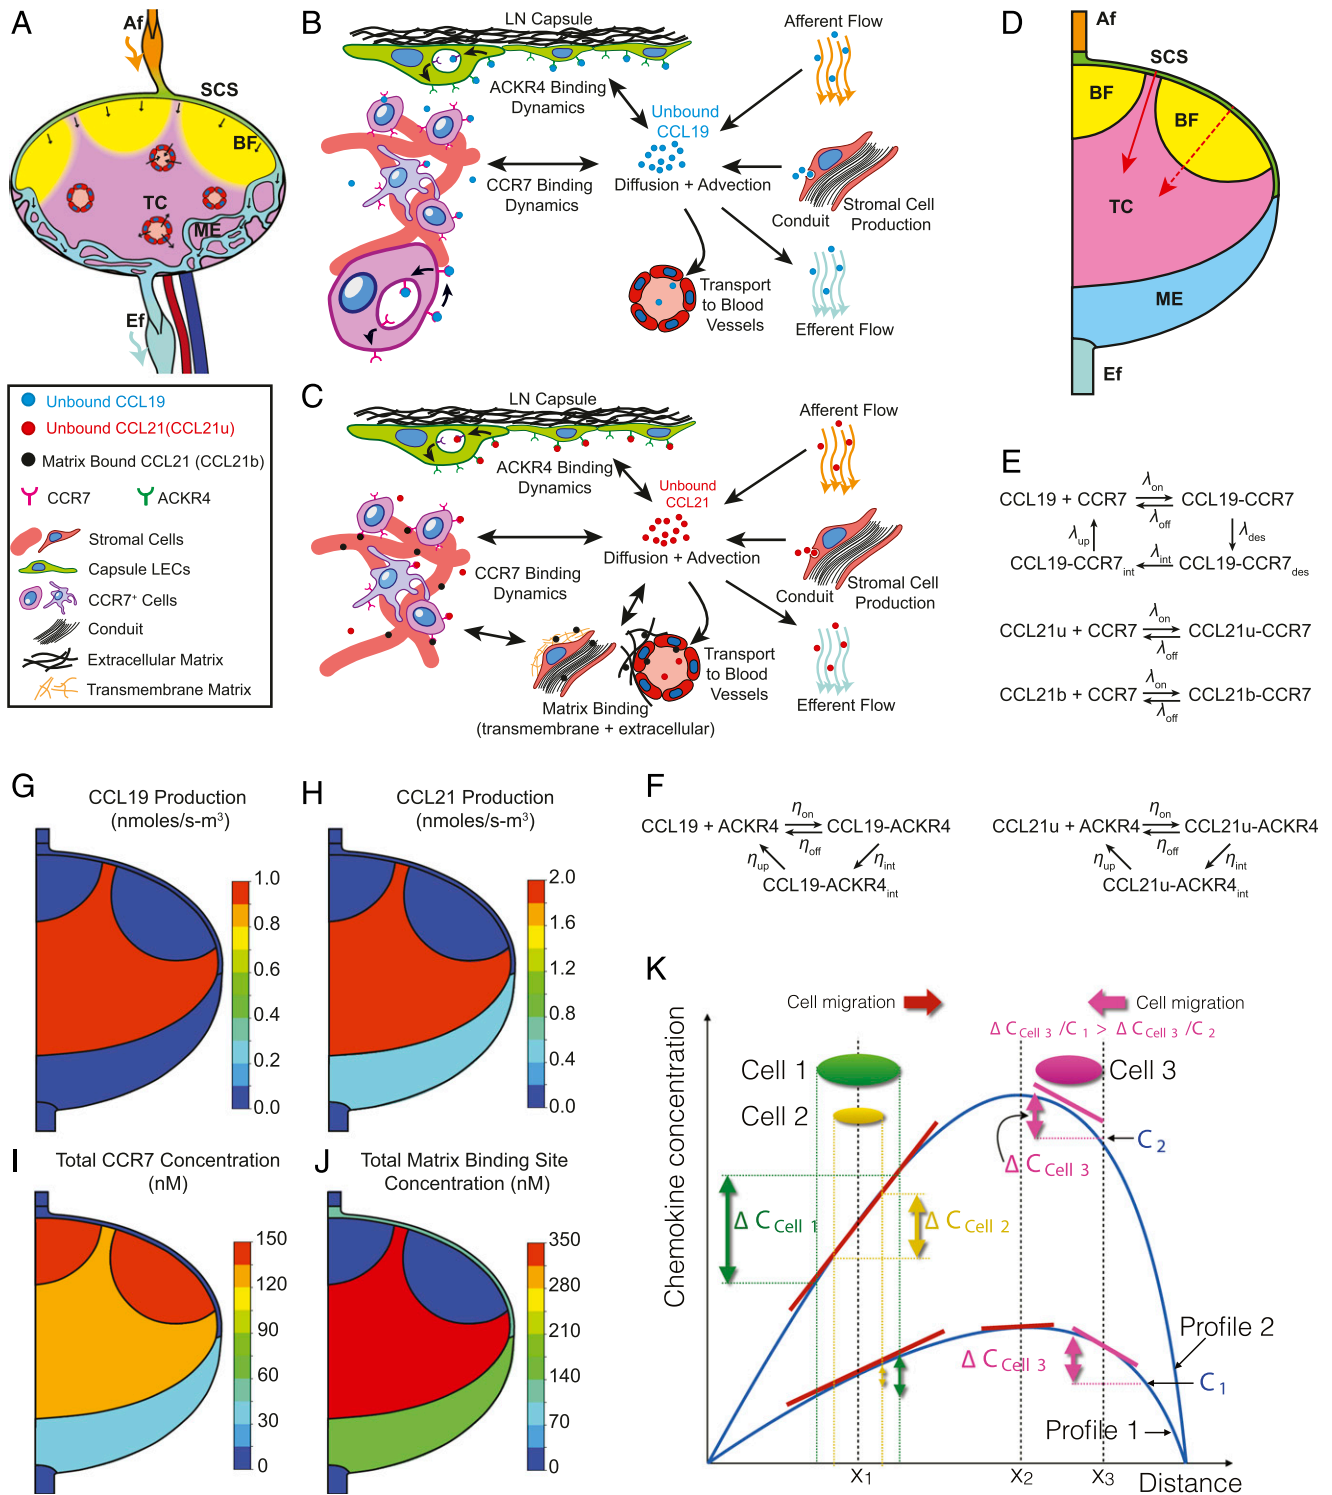 A
Af
SCS
BF
TC
ME
Ef
Unbound CCL19
Unbound CCL21(CCL21u)
Matrix Bound CCL21 (CCL21b)
CCR7
ACKR4
Stromal Cells
Capsule LECs
CCR7⁺ Cells
Conduit
Extracellular Matrix
Transmembrane Matrix
B
LN Capsule
Afferent Flow
ACKR4 Binding
Dynamics
Unbound
CCL19
CCR7 Binding
Dynamics
Diffusion + Advection
Conduit
Stromal Cell
Production
Transport
to Blood
Vessels
Efferent Flow
C
LN Capsule
Afferent Flow
ACKR4 Binding
Dynamics
Unbound
CCL21
Diffusion + Advection
CCR7 Binding
Dynamics
Conduit
Stromal Cell
Production
Transport
to Blood
Vessels
Matrix Binding
(transmembrane + extracellular)
Efferent Flow
D
Af
SCS
BF
BF
TC
ME
Ef
E
CCL19 + CCR7 λon λoff CCL19-CCR7
λup λdes
CCL19-CCR7int λint CCL19-CCR7des
CCL21u + CCR7 λon λoff CCL21u-CCR7
CCL21b + CCR7 λon λoff CCL21b-CCR7
F
CCL19 + ACKR4 ηon ηoff CCL19-ACKR4
ηup ηint
CCL19-ACKR4int
CCL21u + ACKR4 ηon ηoff CCL21u-ACKR4
ηup ηint
CCL21u-ACKR4int
G
CCL19 Production
(nmoles/s-m³)
1.0
0.8
0.6
0.4
0.2
0.0
H
CCL21 Production
(nmoles/s-m³)
2.0
1.6
1.2
0.8
0.4
0.0
I
Total CCR7 Concentration
(nM)
150
120
90
60
30
0
J
Total Matrix Binding Site
Concentration (nM)
350
280
210
140
70
0
K
Cell migration
Cell migration
Δ CCell 3 /C1 > Δ CCell 3 /C2
Cell 1
Cell 3
Cell 2
C2
Δ CCell 3
Δ CCell 1
Δ CCell 2
Chemokine concentration
Profile 2
Δ CCell 3
C1
Profile 1
X1
X2
X3
Distance